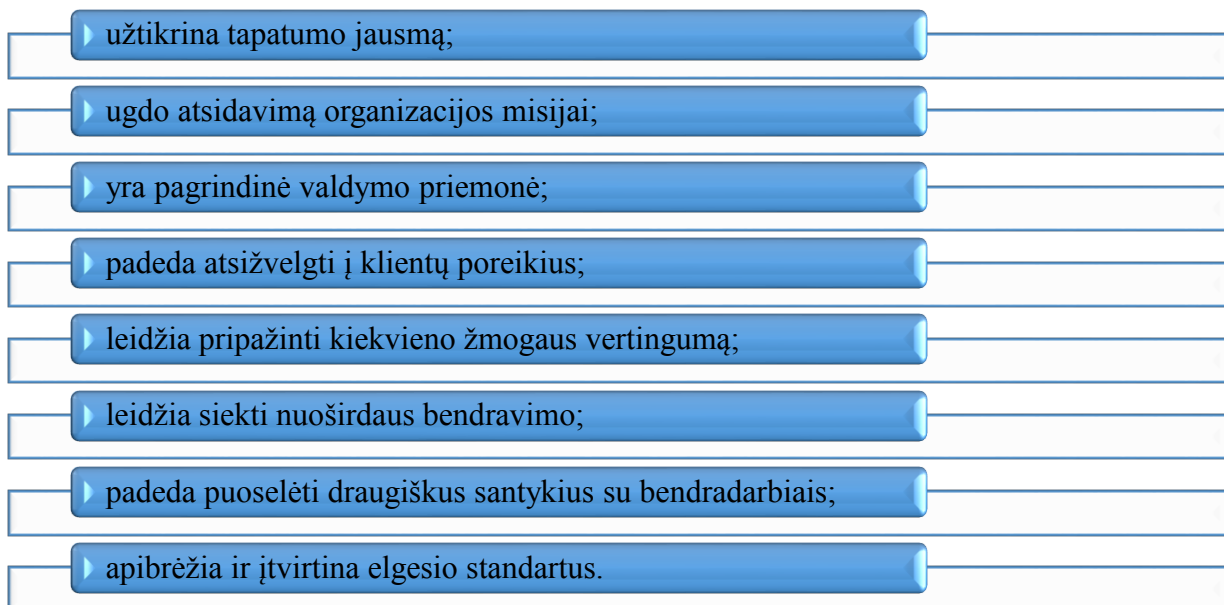 užtikrina tapatumo jausmą;
ugdo atsidavimą organizacijos misijai;
yra pagrindinė valdymo priemonė;
padeda atsižvelgti į klientų poreikius;
leidžia pripažinti kiekvieno žmogaus vertingumą;
leidžia siekti nuoširdaus bendravimo;
padeda puoselėti draugiškus santykius su bendradarbiais;
apibrėžia ir įtvirtina elgesio standartus.